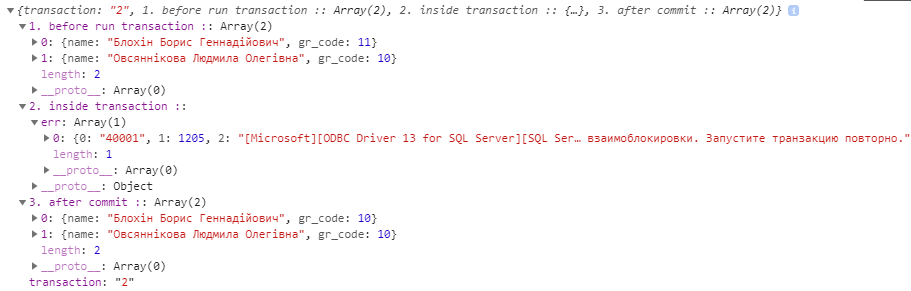 ▼{transaction: "2", 1. before run transaction :: Array(2), 2. inside transaction :: {…}, 3. after commit :: Array(2)} i
▼1. before run transaction :: Array(2)
▶0: {name: "Блохін Борис Геннадійович", gr_code: 11}
▶1: {name: "Овсяннікова Людмила Олегівна", gr_code: 10}
length: 2
▶__proto__: Array(0)
▼2. inside transaction ::
▼err: Array(1)
▶0: {0: "40001", 1: 1205, 2: "[Microsoft][ODBC Driver 13 for SQL Server][SQL Ser… взаимоблокировки. Запустите транзакцию повторно."
length: 1
▶__proto__: Array(0)
▶__proto__: Object
▼3. after commit :: Array(2)
▶0: {name: "Блохін Борис Геннадійович", gr_code: 10}
▶1: {name: "Овсяннікова Людмила Олегівна", gr_code: 10}
length: 2
▶__proto__: Array(0)
transaction: "2"